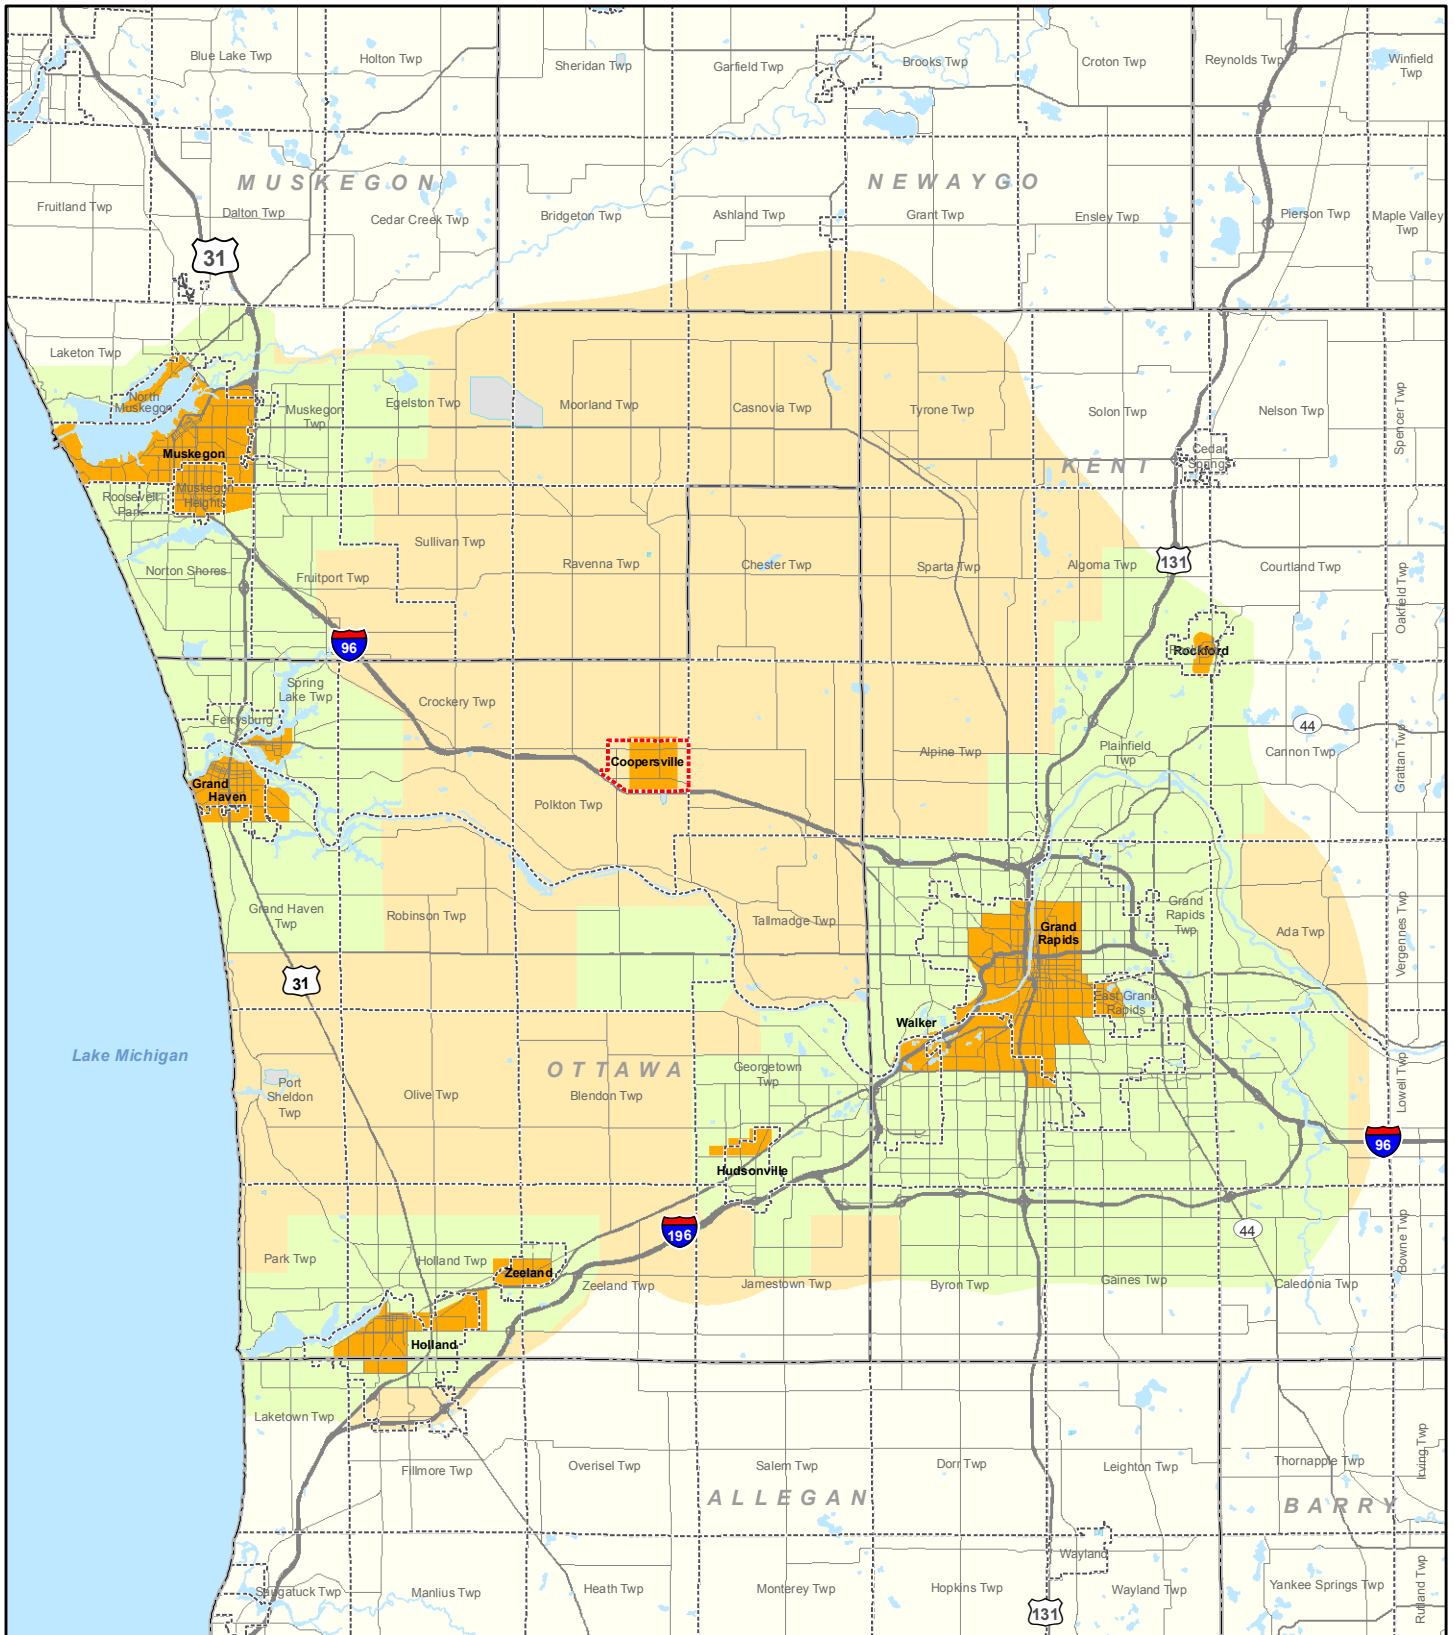 Blue Lake Twp
Holton Twp
Sheridan Twp
Garfield Twp
Brooks Twp
Croton Twp
Reynolds Twp
Winfield
Twp
MUSKEGON
NEWAYGO
Fruitland Twp
Dalton Twp
Cedar Creek Twp
Bridgeton Twp
Ashland Twp
Grant Twp
Ensley Twp
Pierson Twp
Maple Valley
Twp
31
Laketon Twp
North
Muskegon
Muskegon
Twp
Egelston Twp
Moorland Twp
Casnovia Twp
Tyrone Twp
Solon Twp
Nelson Twp
Spencer Twp
Muskegon
KENT
Cedar
Springs
Roosevelt
Park
Muskegon
Heights
Sullivan Twp
Norton Shores
Fruitport Twp
Ravenna Twp
Chester Twp
Sparta Twp
Algoma Twp
131
Courtland Twp
Oakfield Twp
96
Rockford
Spring
Lake Twp
Ferrysburg
Crockery Twp
Coopersville
Alpine Twp
Plainfield
Twp
44
Cannon Twp
Grattan Twp
Grand
Haven
Polkton Twp
Grand Haven
Twp
Robinson Twp
Tallmadge Twp
Grand
Rapids
Grand
Rapids
Twp
Ada Twp
Vergennes Twp
31
East Grand
Rapids
Walker
Lake Michigan
OTTAWA
Port
Sheldon
Twp
Olive Twp
Blendon Twp
Georgetown
Twp
Lowell Twp
96
Hudsonville
196
44
Bowne Twp
Park Twp
Holland Twp
Zeeland
Zeeland Twp
Jamestown Twp
Byron Twp
Gaines Twp
Caledonia Twp
Holland
Laketown Twp
Fillmore Twp
Overisel Twp
Salem Twp
Dorr Twp
Leighton Twp
Thornapple Twp
Irving Twp
ALLEGAN
BARRY
Wayland
Saugatuck Twp
Manlius Twp
Heath Twp
Monterey Twp
Hopkins Twp
Wayland Twp
Yankee Springs Twp
Rutland Twp
131